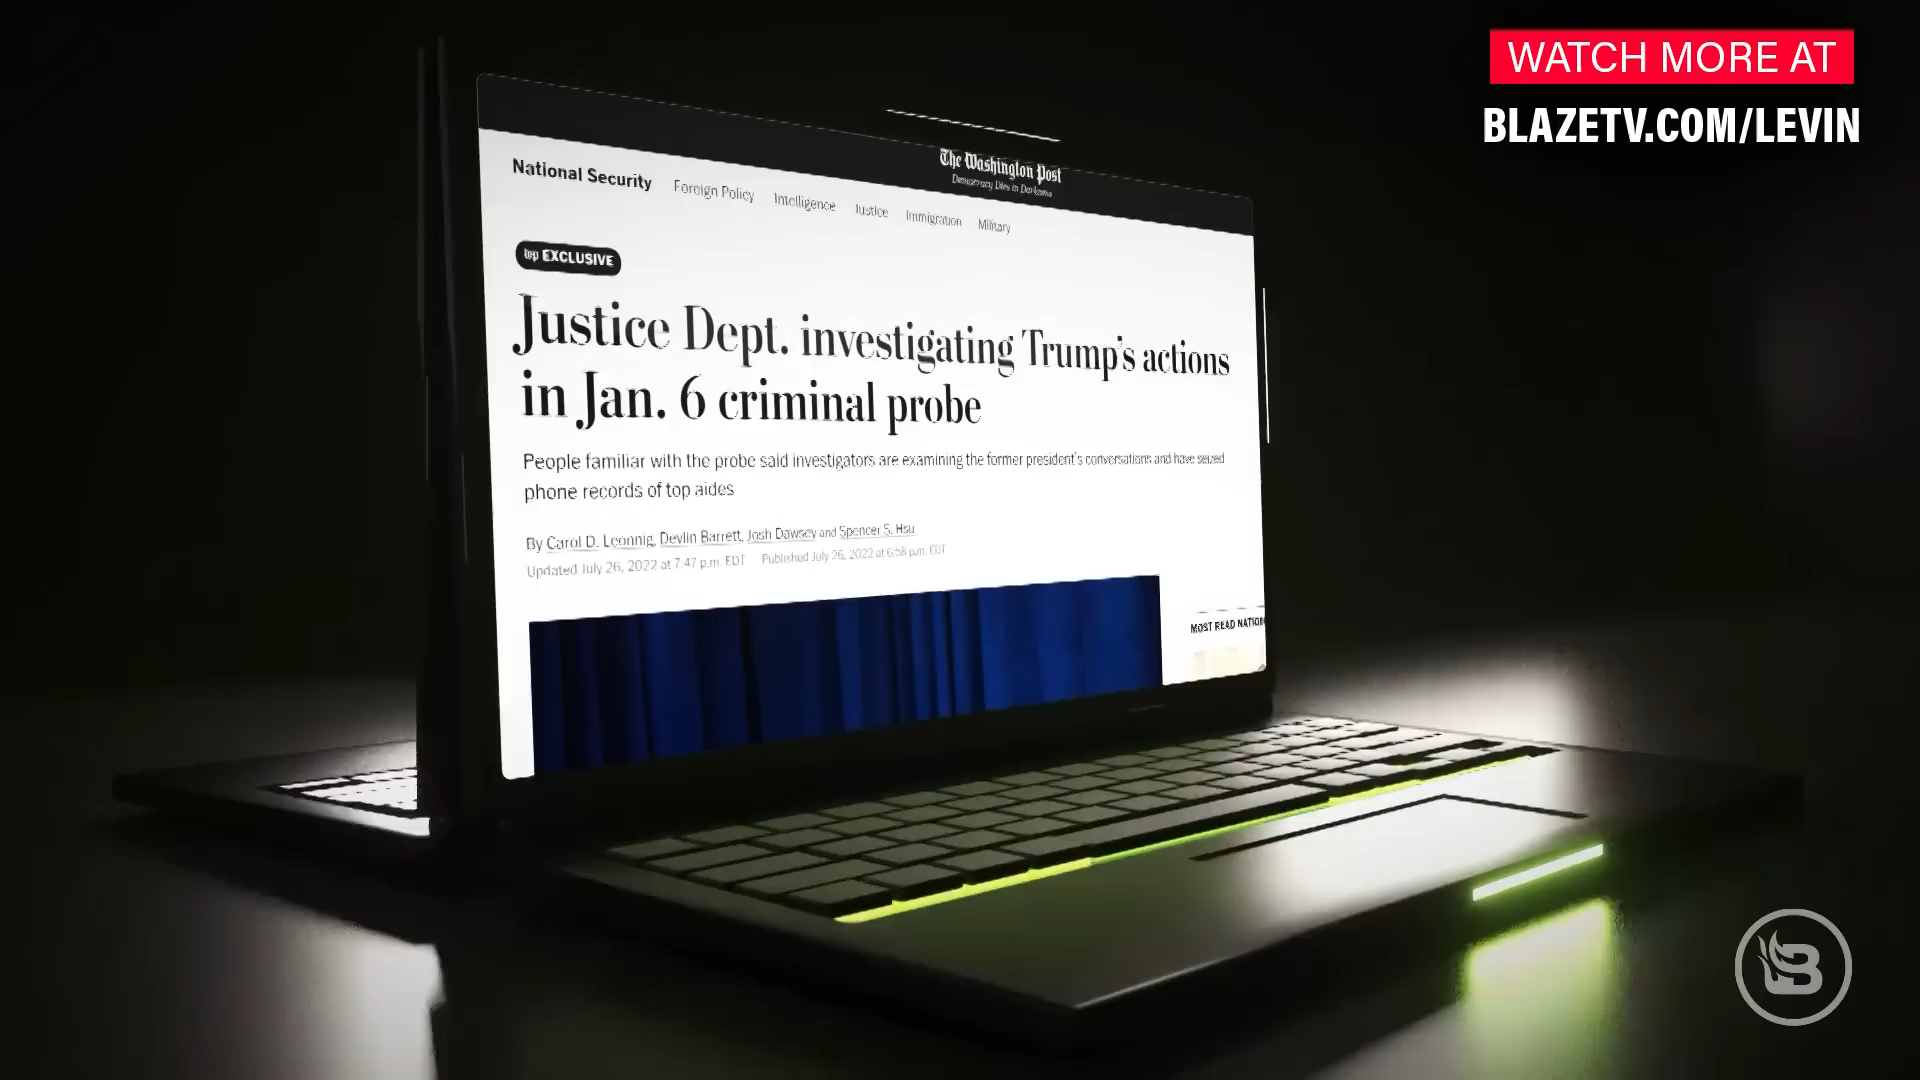 WATCH MORE AT
BLAZETV.COM/LEVIN
The Washington Post
Democracy Dies in Darkness
National Security Foreign Policy Intelligence Justice Immigration Military
wp EXCLUSIVE
Justice Dept. investigating Trump's actions
in Jan. 6 criminal probe
People familiar with the probe said investigators are examining the former president's conversations and have seized
phone records of top aides
By Carol D. Leonnig, Devlin Barrett, Josh Dawsey and Spencer S. Hsu
Updated July 26, 2022 at 7:47 p.m. EDT Published July 26, 2022 at 6:58 p.m. EDT
MOST READ NATION
B